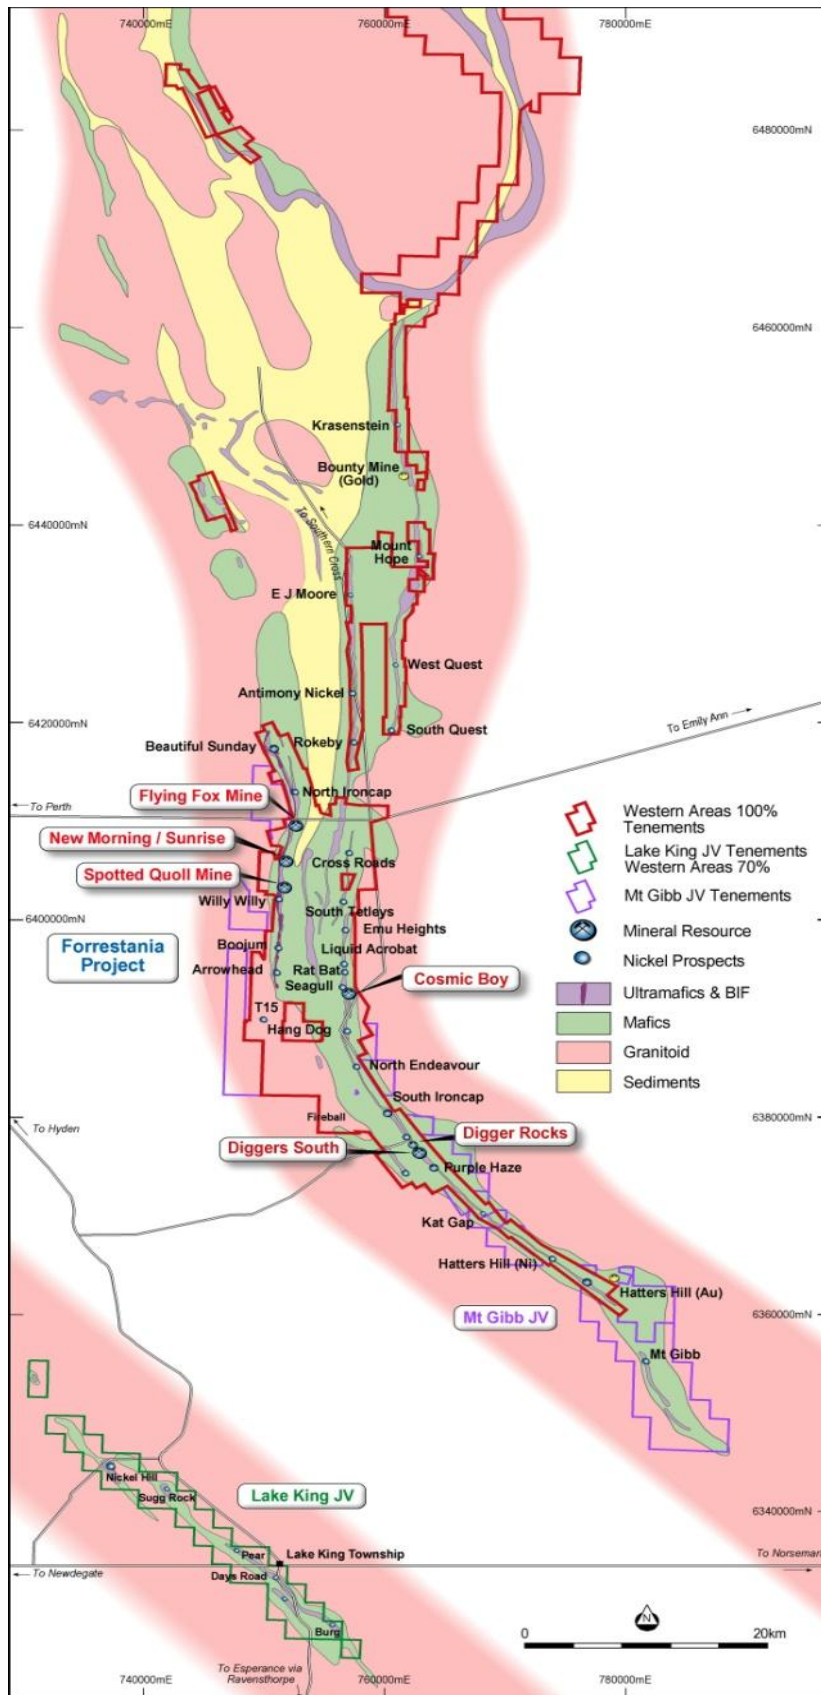 740000mE
760000mE
780000mE
6480000mN
6460000mN
Krasenstein
Bounty Mine
(Gold)
To Southern Cross
6440000mN
Mount
Hope
E J Moore
West Quest
Antimony Nickel
6420000mN
South Quest
To Emily Ann
Beautiful Sunday
Rokeby
North Ironcap
Flying Fox Mine
To Perth
New Morning / Sunrise
Cross Roads
Spotted Quoll Mine
Willy Willy
South Tetleys
6400000mN
Emu Heights
Forrestania
Project
Boojum
Liquid Acrobat
Arrowhead
Rat Bat
Seagull
Cosmic Boy
T15
Hang Dog
North Endeavour
South Ironcap
Fireball
To Hyden
6380000mN
Digger Rocks
Diggers South
Purple Haze
Kat Gap
Hatters Hill (Ni)
Hatters Hill (Au)
Mt Gibb JV
6360000mN
Mt Gibb
Western Areas 100%
Tenements
Lake King JV Tenements
Western Areas 70%
Mt Gibb JV Tenements
Mineral Resource
Nickel Prospects
Ultramafics & BIF
Mafics
Granitoid
Sediments
Nickel Hill
Lake King JV
Sugg Rock
6340000mN
Pear
Lake King Township
To Norseman
To Newdegate
Days Road
Burg
N
0
20km
To Esperance via
Ravensthorpe
740000mE
760000mE
780000mE